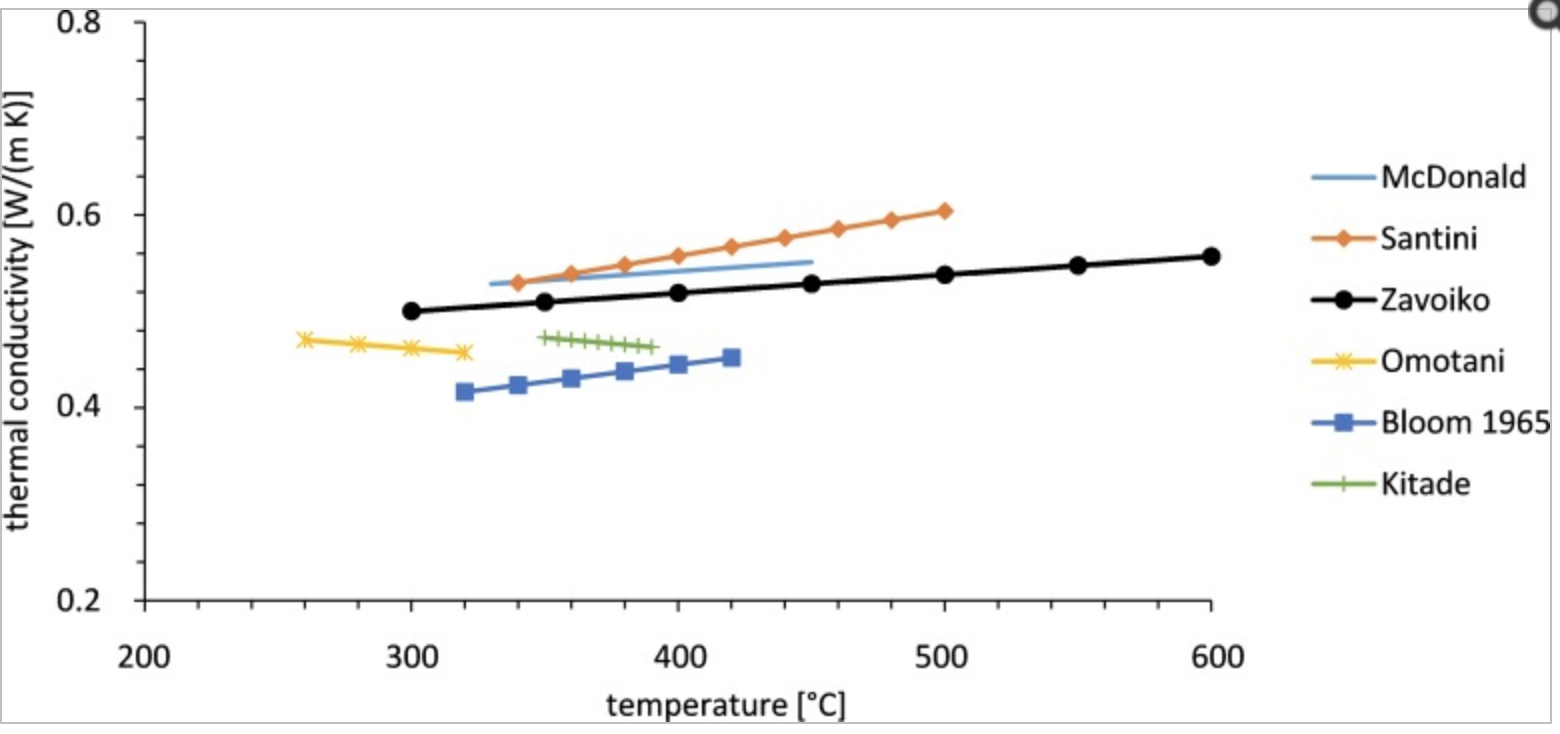 0.8
0.6
0.4
0.2
thermal conductivity [W/(m K)]
200 300 400 500 600
temperature [°C]
McDonald
Santini
Zavoiko
Omotani
Bloom 1965
Kitade